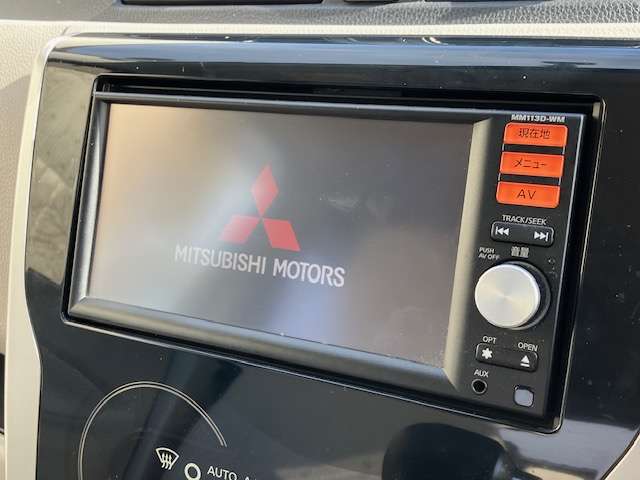 MM113D-WM
現在地
メニュー
AV
TRACK/SEEK
PUSH
AV OFF
音量
OPT
OPEN
AUX
MITSUBISHI MOTORS
AUTO